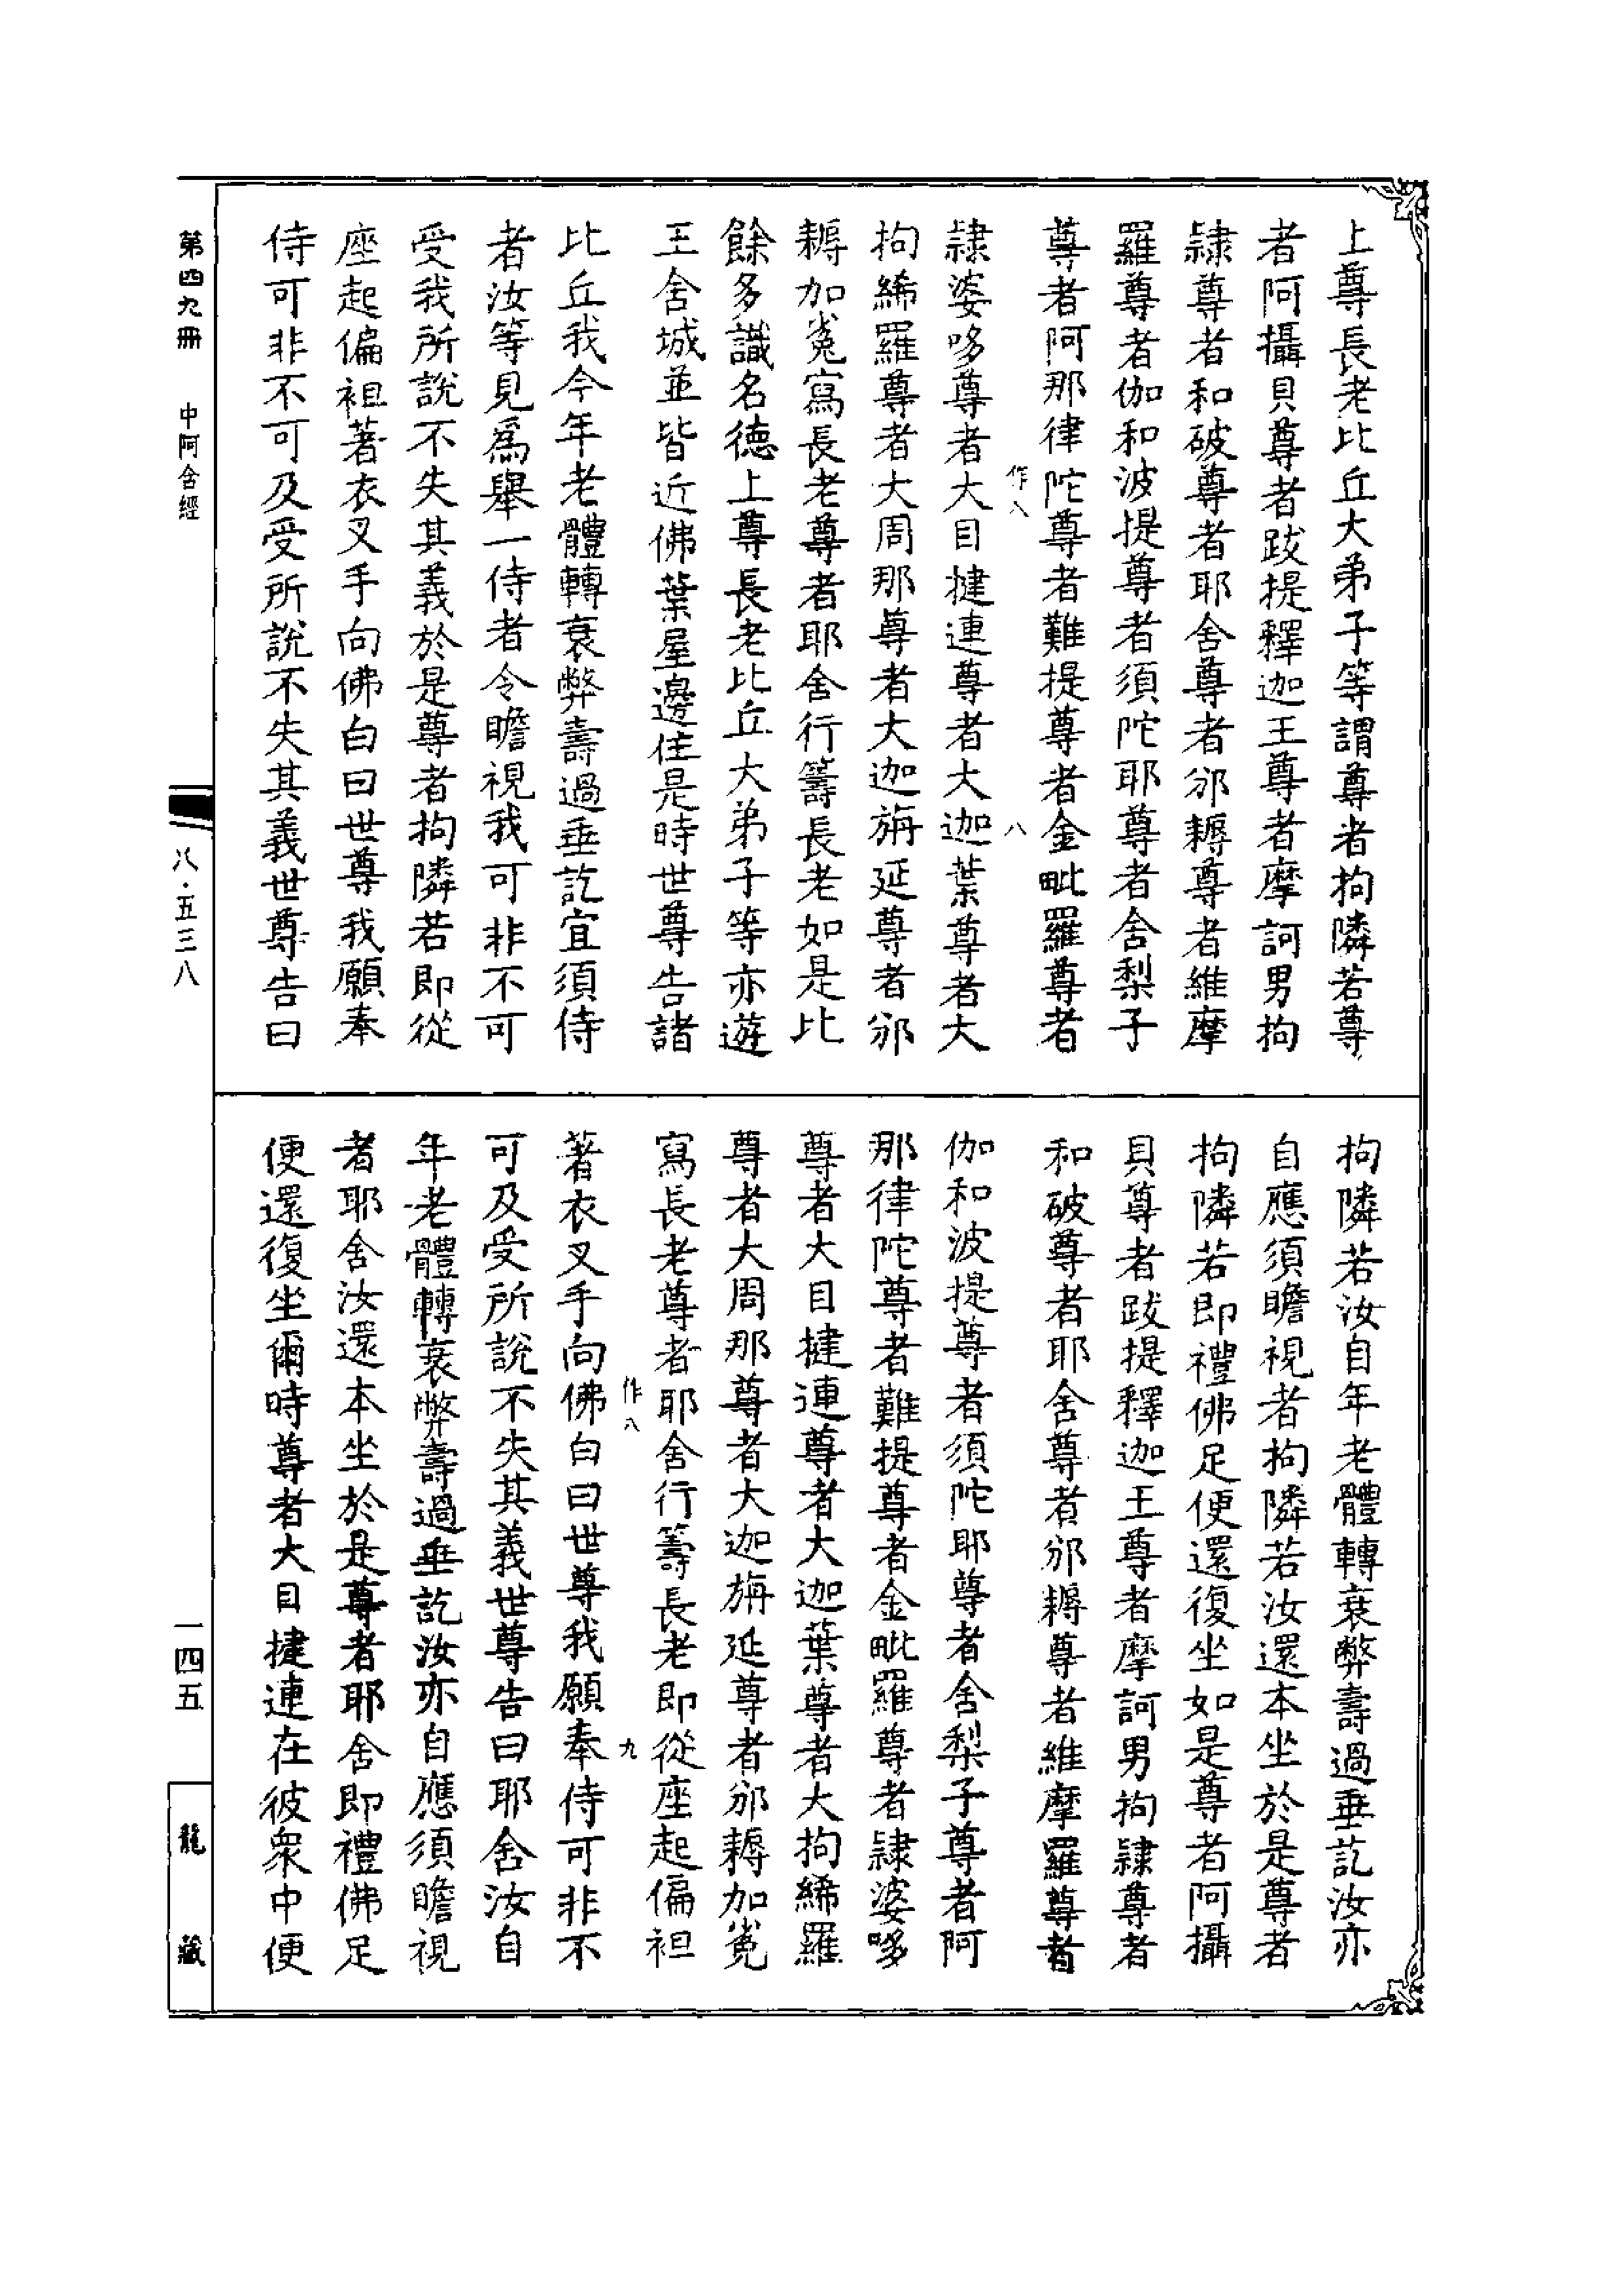 上尊長老比丘大弟子等謂尊者拘隣若尊
者阿攝貝尊者跋提釋迦王尊者摩訶男拘
隷尊者和破尊者耶舍尊者邠耨尊者維摩
羅尊者伽和波提尊者須陀耶尊者舍梨子
尊者阿那律陀尊者難提尊者金毗羅尊者
作八
八
隷婆哆尊者大目揵連尊者大迦葉尊者大
拘絺羅尊者大周那尊者大迦旃延尊者邠
耨加㝹寫長老尊者耶舍行籌長老如是比
餘多識名德上尊長老比丘大弟子等亦遊
王舍城並皆近佛葉屋邊住是時世尊告諸
比丘我今年老體轉衰弊壽過垂訖宜須侍
者汝等見爲舉一侍者令瞻視我可非不可
受我所說不失其義於是尊者拘隣若即從
座起偏袒著衣叉手向佛白曰世尊我願奉
侍可非不可及受所說不失其義世尊告曰
拘隣若汝自年老體轉衰弊壽過垂訖汝亦
自應須瞻視者拘隣若汝還本坐於是尊者
拘隣若即禮佛足便還復坐如是尊者阿攝
貝尊者跋提釋迦王尊者摩訶男拘隷尊者
和破尊者耶舍尊者邠耨尊者維摩羅尊者
伽和波提尊者須陀耶尊者舍梨子尊者阿
那律陀尊者難提尊者金毗羅尊者隷婆哆
尊者大目揵連尊者大迦葉尊者大拘絺羅
尊者大周那尊者大迦旃延尊者邠耨加㝹
寫長老尊者耶舍行籌長老即從座起偏袒
作八
九
著衣叉手向佛白曰世尊我願奉侍可非不
可及受所說不失其義世尊告曰耶舍汝自
年老體轉衰弊壽過垂訖汝亦自應須瞻視
者耶舍汝還本坐於是尊者耶舍即禮佛足
便還復坐爾時尊者大目揵連在彼衆中便
第四九冊 中阿含經
八·五三八
一四五
龍藏